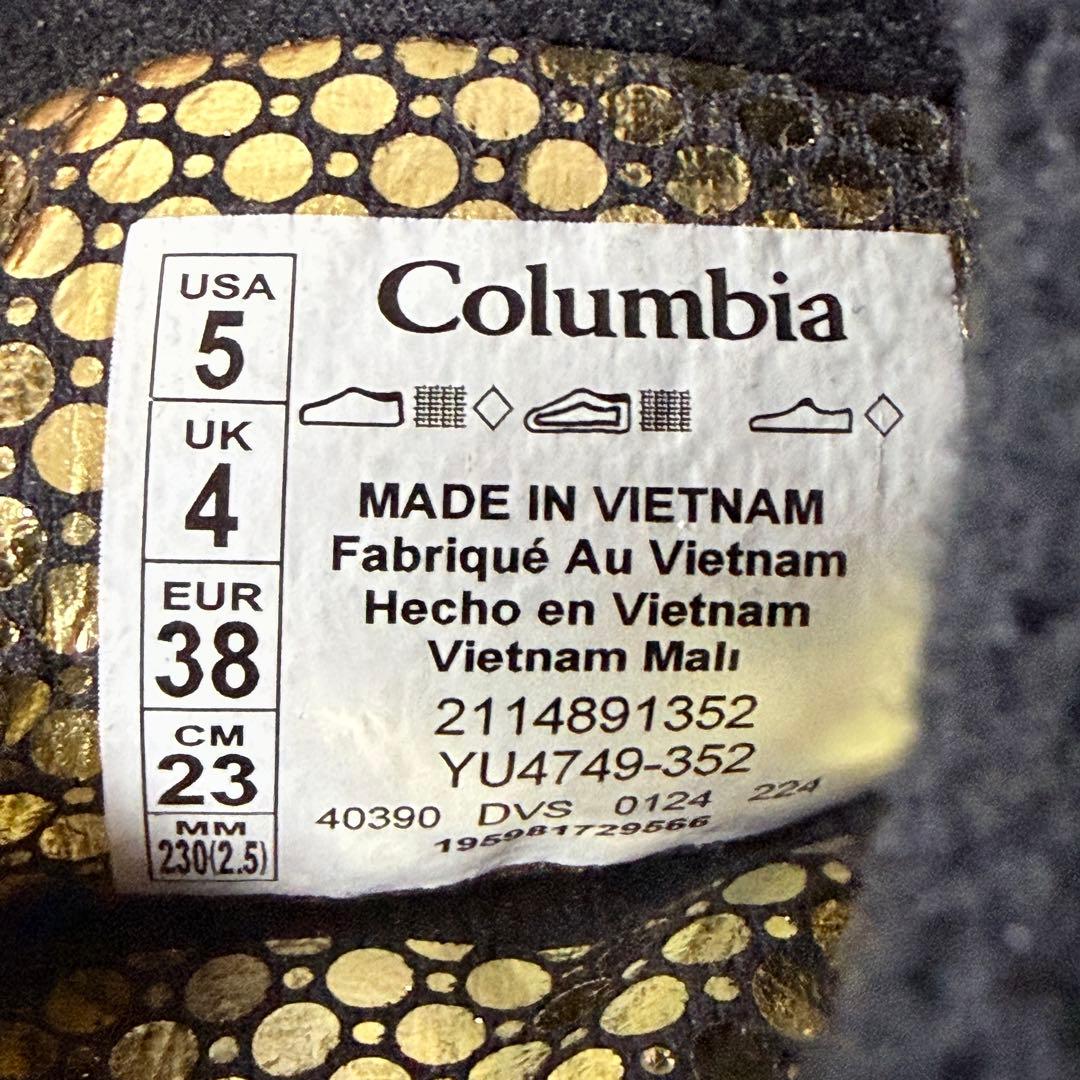 USA
5
UK
4
EUR
38
CM
23
MM
230(2.5)
Columbia
MADE IN VIETNAM
Fabriqué Au Vietnam
Hecho en Vietnam
Vietnam Malı
2114891352
YU4749-352
40390 DVS 0124 224
195981729566